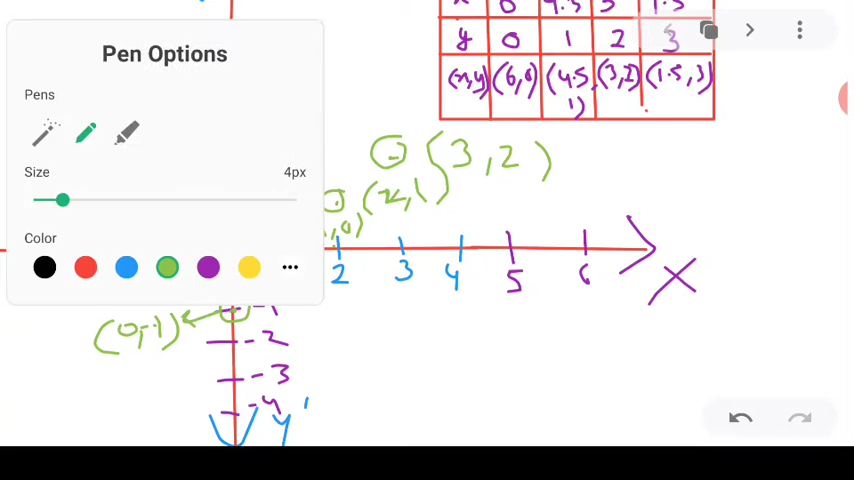 Pen Options
Pens
Size 4px
Color
0 4.5 3 1.5
y 0 1 2 3
(x,y) (6,0) (4.5, 1) (3,2) (1.5,3)
(3,2)
2 3 4 5 6 X
(0,-1)
-2
-3
-4 y'